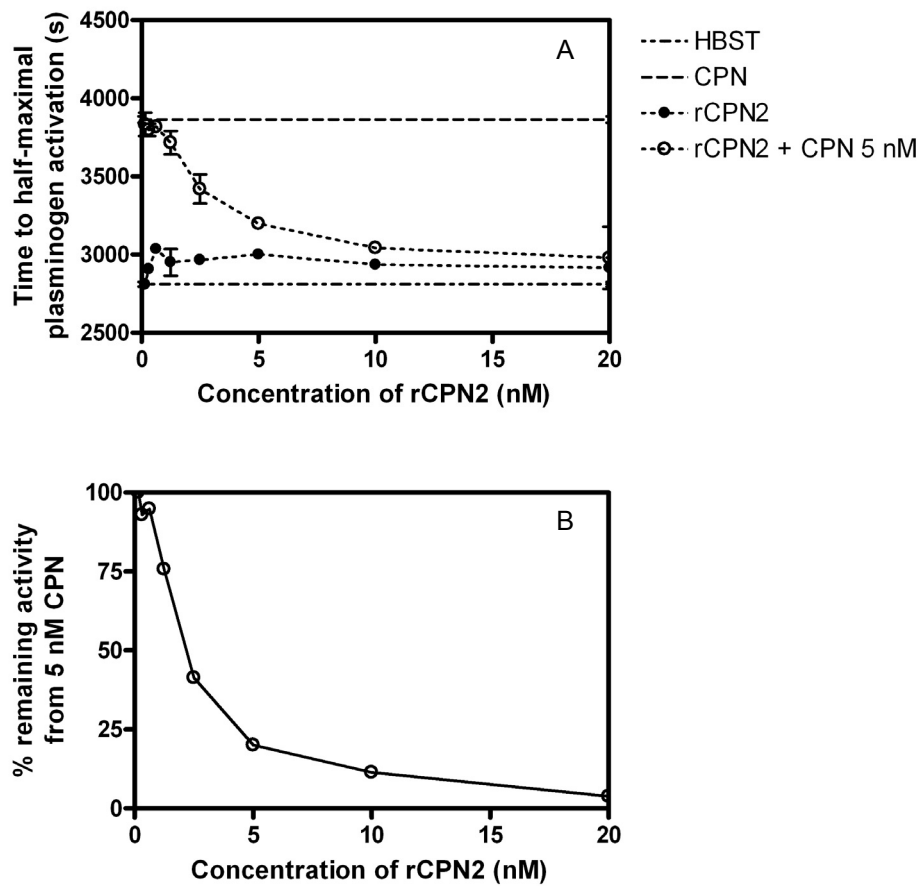 A
Time to half-maximal
plasminogen activation (s)
4500
4000
3500
3000
2500
0
5
10
15
20
Concentration of rCPN2 (nM)
HBST
CPN
rCPN2
rCPN2 + CPN 5 nM
B
% remaining activity
from 5 nM CPN
100
75
50
25
0
0
5
10
15
20
Concentration of rCPN2 (nM)